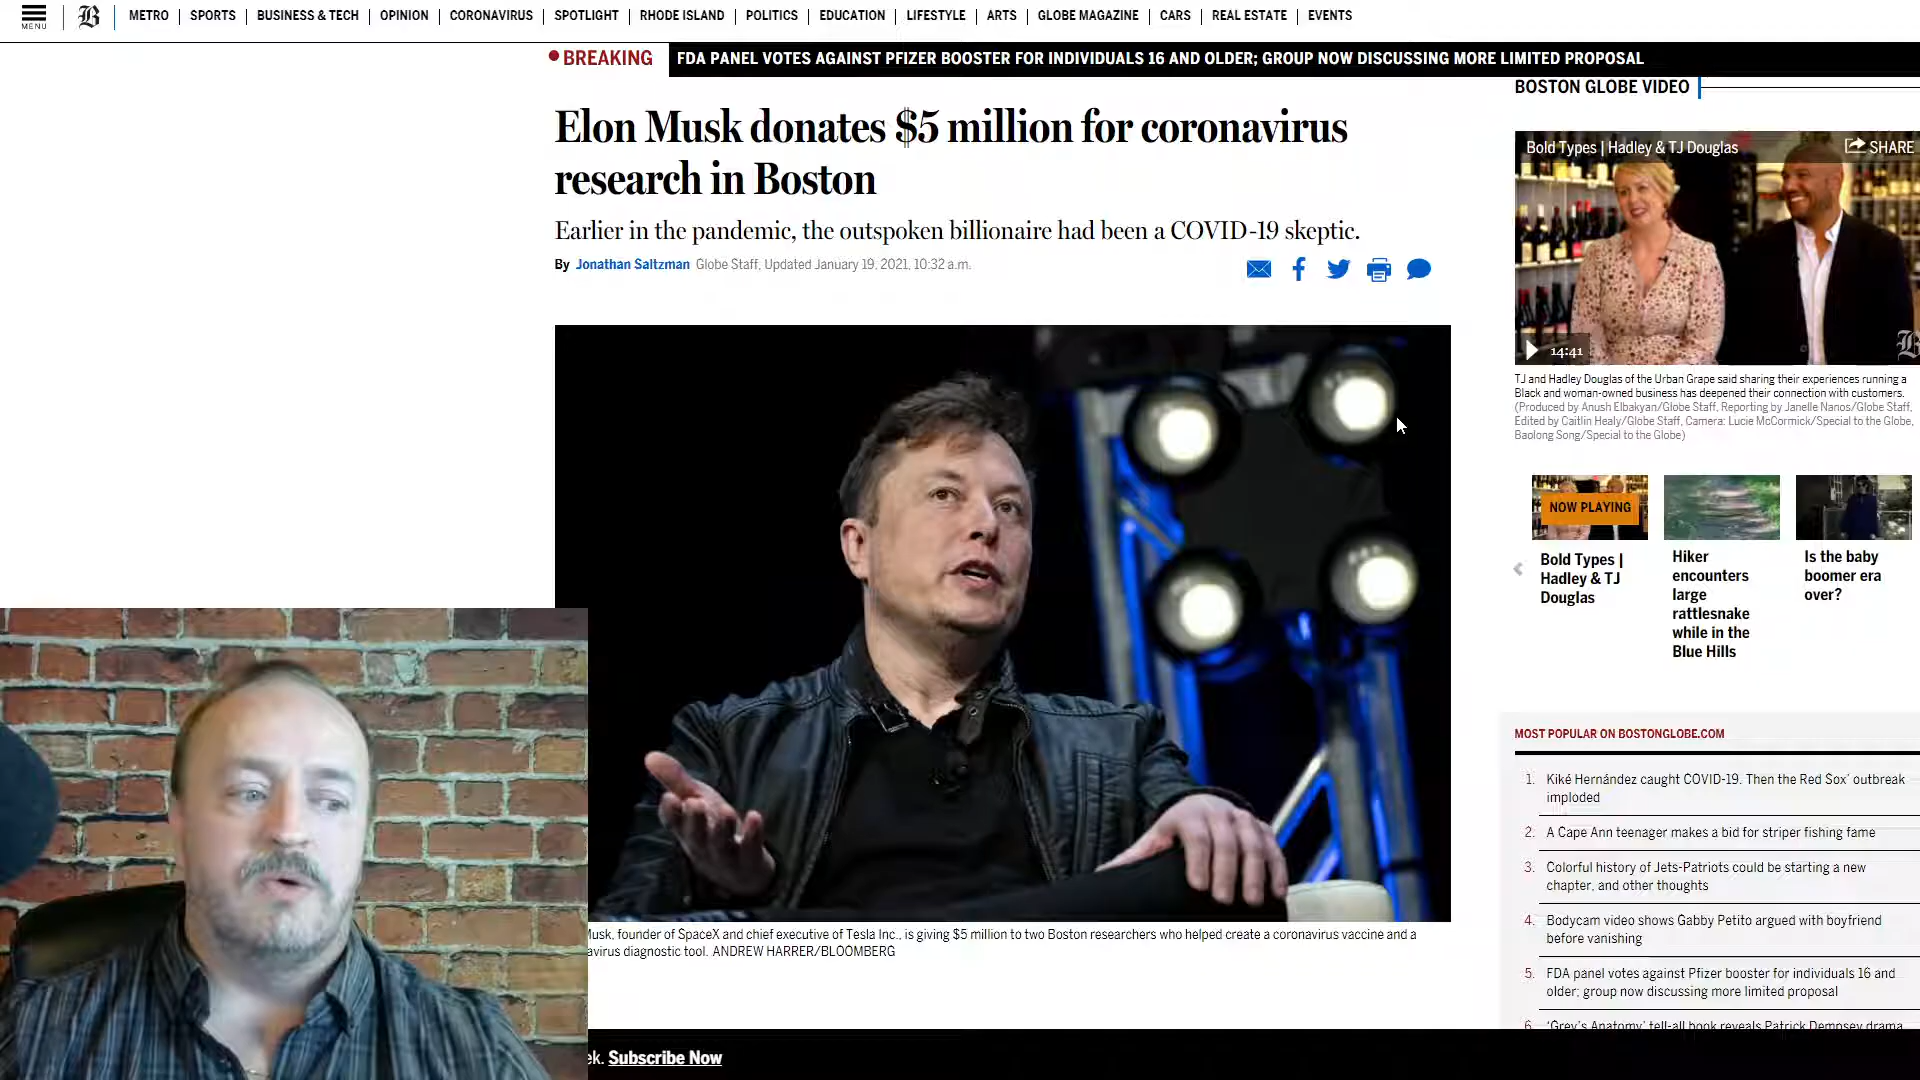 MENU
B
METRO
SPORTS
BUSINESS & TECH
OPINION
CORONAVIRUS
SPOTLIGHT
RHODE ISLAND
POLITICS
EDUCATION
LIFESTYLE
ARTS
GLOBE MAGAZINE
CARS
REAL ESTATE
EVENTS
BREAKING
FDA PANEL VOTES AGAINST PFIZER BOOSTER FOR INDIVIDUALS 16 AND OLDER; GROUP NOW DISCUSSING MORE LIMITED PROPOSAL
Elon Musk donates $5 million for coronavirus
research in Boston
Earlier in the pandemic, the outspoken billionaire had been a COVID-19 skeptic.
By Jonathan Saltzman Globe Staff, Updated January 19, 2021, 10:32 a.m.
Musk, founder of SpaceX and chief executive of Tesla Inc., is giving $5 million to two Boston researchers who helped create a coronavirus vaccine and a
avirus diagnostic tool. ANDREW HARRER/BLOOMBERG
BOSTON GLOBE VIDEO
Bold Types | Hadley & TJ Douglas
SHARE
14:41
TJ and Hadley Douglas of the Urban Grape said sharing their experiences running a
Black and woman-owned business has deepened their connection with customers.
(Produced by Anush Elbakyan/Globe Staff, Reporting by Janelle Nanos/Globe Staff,
Edited by Caitlin Healy/Globe Staff, Camera: Lucie McCormick/Special to the Globe,
Baolong Song/Special to the Globe)
NOW PLAYING
Bold Types |
Hadley & TJ
Douglas
Hiker
encounters
large
rattlesnake
while in the
Blue Hills
Is the baby
boomer era
over?
MOST POPULAR ON BOSTONGLOBE.COM
1. Kiké Hernández caught COVID-19. Then the Red Sox' outbreak
imploded
2. A Cape Ann teenager makes a bid for striper fishing fame
3. Colorful history of Jets-Patriots could be starting a new
chapter, and other thoughts
4. Bodycam video shows Gabby Petito argued with boyfriend
before vanishing
5. FDA panel votes against Pfizer booster for individuals 16 and
older; group now discussing more limited proposal
6. 'Grey's Anatomy' tell-all book reveals Patrick Dempsey drama,
ek. Subscribe Now